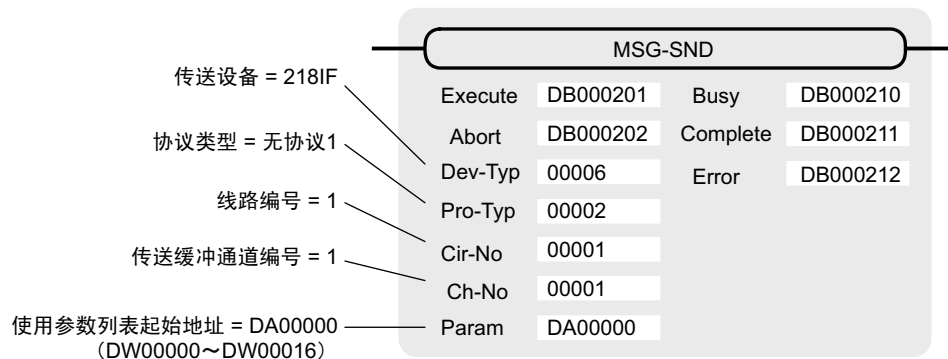 MSG-SND
传送设备 = 218IF
Execute DB000201 Busy DB000210
协议类型 = 无协议1
Abort DB000202 Complete DB000211
Dev-Typ 00006 Error DB000212
线路编号 = 1
Pro-Typ 00002
传送缓冲通道编号 = 1
Cir-No 00001
Ch-No 00001
使用参数列表起始地址 = DA00000
Param DA00000
（DW00000～DW00016）